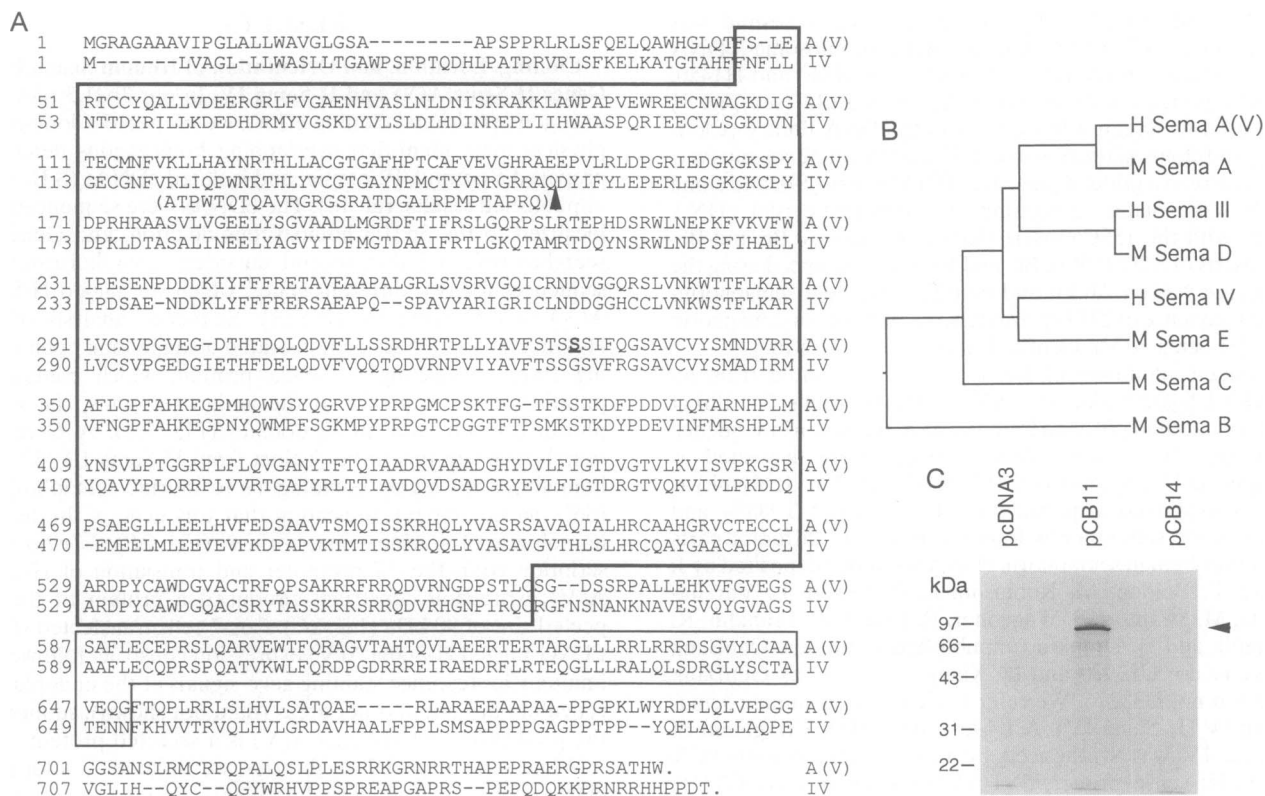 A
1 MGRAGAAAVIPGLALLWAVGLGSA---------APSPPRLRLSFQELQAWHGLQTFSLE A(V)
1 M-------LVAGL-LLWASLLTGAWPSFPTQDHLPATPRVRLSFKELKATGTAHFFNFLL IV
51 RTCCYQALLVDEERGRLFVGAENHVASLNLDNISKRAKKLAWPAPVEWREECNWAGKDIG A(V)
53 NTTDYRILLKDEDHDRMYVGSKDYVLSLDLHDINREPLIIHWAASPQRIEECVLSGKDVN IV
111 TECMNFVKLLHAYNRTHLLACGTGAFHPTCAFVEVGHRAEEPVLRLDPGRIEDGKGKSPY A(V)
113 GECGNFVRLIQPWNRTHLYVCGTGAYNPMCTYVNRGRRAQDYIFYLEPERLESGKGKCPY IV
(ATPWTQTQAVRGRGSRATDGALRPMPTAPRQ)
171 DPRHRAASVLVGEELYSGVAADLMGRDFTIFRSLGQRPSLRTEPHDSRWLNEPKFVKVFW A(V)
173 DPKLDTASALINEELYAGVYIDFMGTDAAIFRTLGKQTAMRTDQYNSRWLNDPSFIHAEL IV
231 IPESENPDDDKIYFFFRETAVEAAPALGRLSVSRVGQICRNDVGGQRSLVNKWTTFLKAR A(V)
233 IPDSAE-NDDKLYFFFRERSAEAPQ--SPAVYARIGRICLNDDGGHCCLVNKWSTFLKAR IV
291 LVCSVPGVEG-DTHFDQLQDVFLLSSRDHRTPLLYAVFSTSSSIFQGSAVCVYSMNDVRR A(V)
290 LVCSVPGEDGIETHFDELQDVFVQQTQDVRNPVIYAVFTSSGSVFRGSAVCVYSMADIRM IV
350 AFLGPFAHKEGPMHQWVSYQGRVPYPRPGMCPSKTFG-TFSSTKDFPDDVIQFARNHPLM A(V)
350 VFNGPFAHKEGPNYQWMPFSGKMPYPRPGTCPGGTFTPSMKSTKDYPDEVINFMRSHPLM IV
409 YNSVLPTGGRPLFLQVGANYTFTQIAADRVAAADGHYDVLFIGTDVGTVLKVISVPKGSR A(V)
410 YQAVYPLQRRPLVVRTGAPYRLTTIAVDQVDSADGRYEVLFLGTDRGTVQKVIVLPKDDQ IV
469 PSAEGLLLEELHVFEDSAAVTSMQISSKRHQLYVASRSAVAQIALHRCAAHGRVCTECCL A(V)
470 -EMEELMLEEVEVFKDPAPVKTMTISSKRQQLYVASAVGVTHLSLHRCQAYGAACADCCL IV
529 ARDPYCAWDGVACTRFQPSAKRRFRRQDVRNGDPSTLCSG--DSSRPALLEHKVFGVEGS A(V)
529 ARDPYCAWDGQACSRYTASSKRRSRRQDVRHGNPIRQCRGFNSNANKNAVESVQYGVAGS IV
587 SAFLECEPRSLQARVEWTFQRAGVTAHTQVLAEERTERTARGLLLRRLRRRDSGVYLCAA A(V)
589 AAFLECQPRSPQATVKWLFQRDPGDRRREIRAEDRFLRTEQGLLLRALQLSDRGLYSCTA IV
647 VEQGFTQPLRRLSLHVLSATQAE-----RLARAEEAAPAA-PPGPKLWYRDFLQLVEPGG A(V)
649 TENNFKHVVTRVQLHVLGRDAVHAALFPPLSMSAPPPPGAGPPTPP--YQELAQLLAQPE IV
701 GGSANSLRMCRPQPALQSLPLESRRKGRNRRTHAPEPRAERGPRSATHW. A(V)
707 VGLIH--QYC--QGYWRHVPPSPREAPGAPRS--PEPQDQKKPRNRRHHPPDT. IV
B
H Sema A(V)
M Sema A
H Sema III
M Sema D
H Sema IV
M Sema E
M Sema C
M Sema B
C
pcDNA3
pCB11
pCB14
kDa
97
66
43
31
22